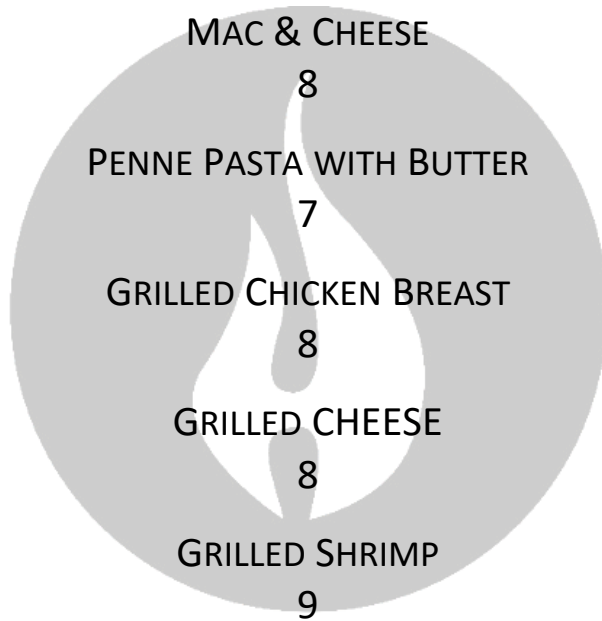 MAC & CHEESE
8
PENNE PASTA WITH BUTTER
7
GRILLED CHICKEN BREAST
8
GRILLED CHEESE
8
GRILLED SHRIMP
9